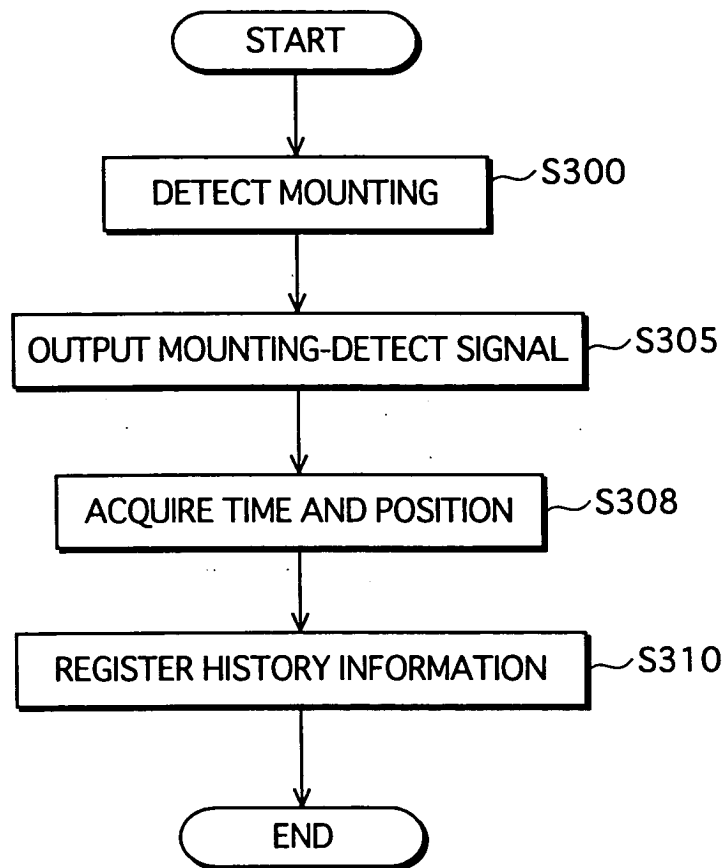 START
DETECT MOUNTING
S300
OUTPUT MOUNTING-DETECT SIGNAL
S305
ACQUIRE TIME AND POSITION
S308
REGISTER HISTORY INFORMATION
S310
END